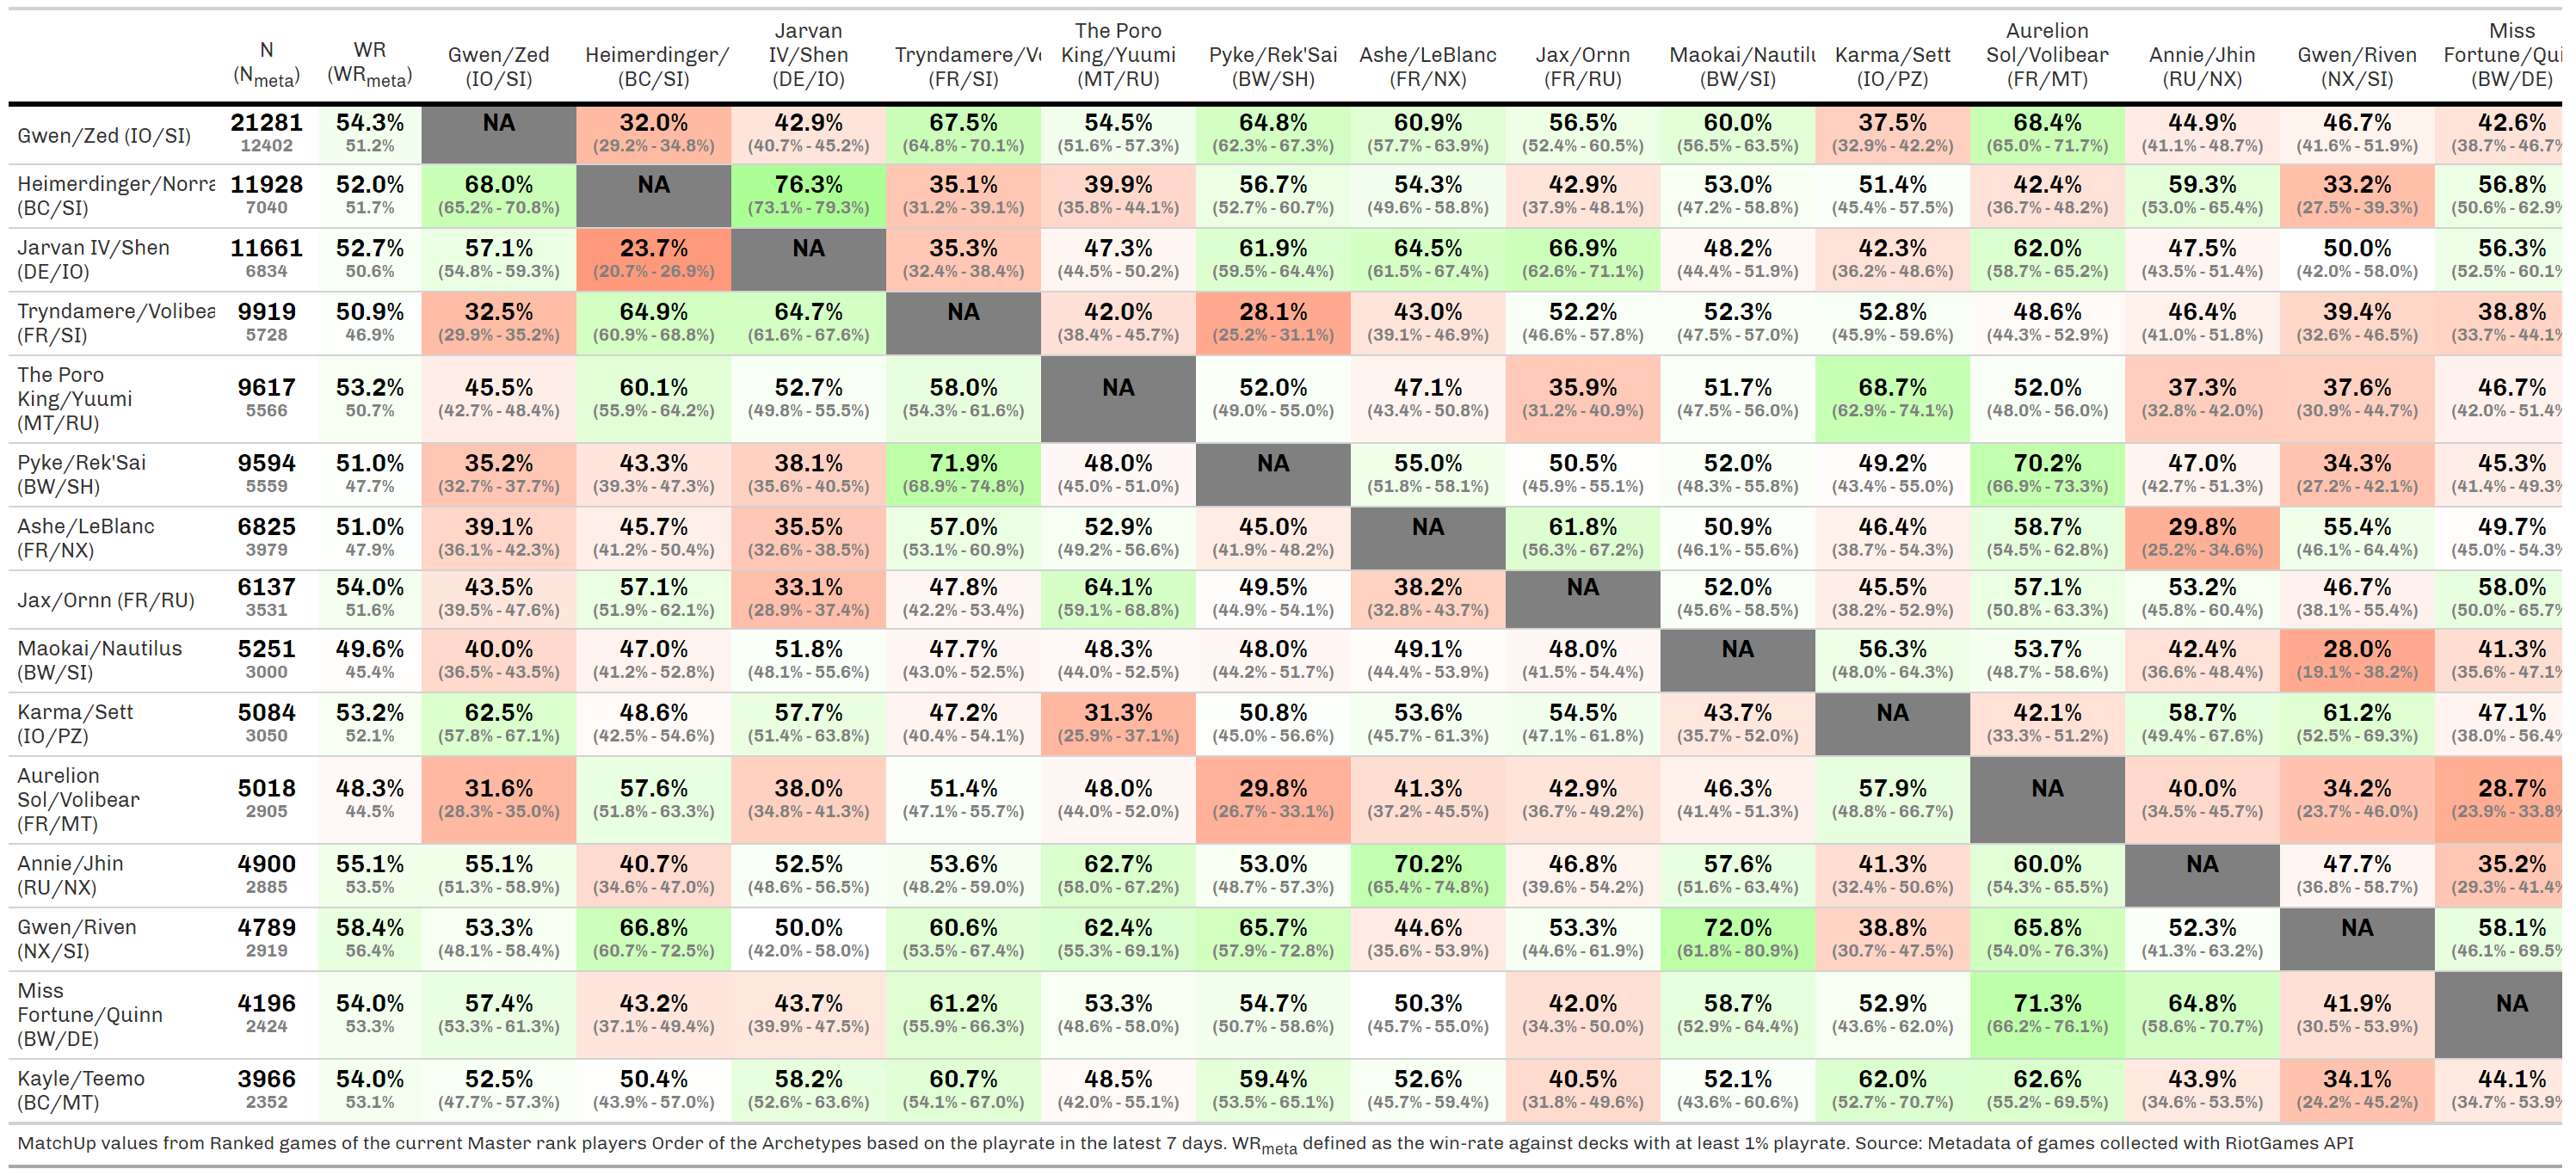 N (Nmeta) WR (WRmeta) Gwen/Zed (IO/SI) Heimerdinger/ (BC/SI) Jarvan IV/Shen (DE/IO) Tryndamere/Vo (FR/SI) The Poro King/Yuumi (MT/RU) Pyke/Rek'Sai (BW/SH) Ashe/LeBlanc (FR/NX) Jax/Ornn (FR/RU) Maokai/Nautilu (BW/SI) Karma/Sett (IO/PZ) Aurelion Sol/Volibear (FR/MT) Annie/Jhin (RU/NX) Gwen/Riven (NX/SI) Miss Fortune/Qui (BW/DE)
Gwen/Zed (IO/SI) 21281 54.3% NA 32.0% 42.9% 67.5% 54.5% 64.8% 60.9% 56.5% 60.0% 37.5% 68.4% 44.9% 46.7% 42.6%
12402 51.2% (29.2% - 34.8%) (40.7% - 45.2%) (64.8% - 70.1%) (51.6% - 57.3%) (62.3% - 67.3%) (57.7% - 63.9%) (52.4% - 60.5%) (56.5% - 63.5%) (32.9% - 42.2%) (65.0% - 71.7%) (41.1% - 48.7%) (41.6% - 51.9%) (38.7% - 46.7%
Heimerdinger/Norra 11928 52.0% 68.0% NA 76.3% 35.1% 39.9% 56.7% 54.3% 42.9% 53.0% 51.4% 42.4% 59.3% 33.2% 56.8%
(BC/SI) 7040 51.7% (65.2% - 70.8%) (73.1% - 79.3%) (31.2% - 39.1%) (35.8% - 44.1%) (52.7% - 60.7%) (49.6% - 58.8%) (37.9% - 48.1%) (47.2% - 58.8%) (45.4% - 57.5%) (36.7% - 48.2%) (53.0% - 65.4%) (27.5% - 39.3%) (50.6% - 62.9%
Jarvan IV/Shen 11661 52.7% 57.1% 23.7% NA 35.3% 47.3% 61.9% 64.5% 66.9% 48.2% 42.3% 62.0% 47.5% 50.0% 56.3%
(DE/IO) 6834 50.6% (54.8% - 59.3%) (20.7% - 26.9%) (32.4% - 38.4%) (44.5% - 50.2%) (59.5% - 64.4%) (61.5% - 67.4%) (62.6% - 71.1%) (44.4% - 51.9%) (36.2% - 48.6%) (58.7% - 65.2%) (43.5% - 51.4%) (42.0% - 58.0%) (52.5% - 60.1%
Tryndamere/Volibea 9919 50.9% 32.5% 64.9% 64.7% NA 42.0% 28.1% 43.0% 52.2% 52.3% 52.8% 48.6% 46.4% 39.4% 38.8%
(FR/SI) 5728 46.9% (29.9% - 35.2%) (60.9% - 68.8%) (61.6% - 67.6%) (38.4% - 45.7%) (25.2% - 31.1%) (39.1% - 46.9%) (46.6% - 57.8%) (47.5% - 57.0%) (45.9% - 59.6%) (44.3% - 52.9%) (41.0% - 51.8%) (32.6% - 46.5%) (33.7% - 44.1%
The Poro
King/Yuumi
(MT/RU) 9617 53.2% 45.5% 60.1% 52.7% 58.0% NA 52.0% 47.1% 35.9% 51.7% 68.7% 52.0% 37.3% 37.6% 46.7%
5566 50.7% (42.7% - 48.4%) (55.9% - 64.2%) (49.8% - 55.5%) (54.3% - 61.6%) (49.0% - 55.0%) (43.4% - 50.8%) (31.2% - 40.9%) (47.5% - 56.0%) (62.9% - 74.1%) (48.0% - 56.0%) (32.8% - 42.0%) (30.9% - 44.7%) (42.0% - 51.4%
Pyke/Rek'Sai 9594 51.0% 35.2% 43.3% 38.1% 71.9% 48.0% NA 55.0% 50.5% 52.0% 49.2% 70.2% 47.0% 34.3% 45.3%
(BW/SH) 5559 47.7% (32.7% - 37.7%) (39.3% - 47.3%) (35.6% - 40.5%) (68.9% - 74.8%) (45.0% - 51.0%) (51.8% - 58.1%) (45.9% - 55.1%) (48.3% - 55.8%) (43.4% - 55.0%) (66.9% - 73.3%) (42.7% - 51.3%) (27.2% - 42.1%) (41.4% - 49.3%
Ashe/LeBlanc 6825 51.0% 39.1% 45.7% 35.5% 57.0% 52.9% 45.0% NA 61.8% 50.9% 46.4% 58.7% 29.8% 55.4% 49.7%
(FR/NX) 3979 47.9% (36.1% - 42.3%) (41.2% - 50.4%) (32.6% - 38.5%) (53.1% - 60.9%) (49.2% - 56.6%) (41.9% - 48.2%) (56.3% - 67.2%) (46.1% - 55.6%) (38.7% - 54.3%) (54.5% - 62.8%) (25.2% - 34.6%) (46.1% - 64.4%) (45.0% - 54.3%
Jax/Ornn (FR/RU) 6137 54.0% 43.5% 57.1% 33.1% 47.8% 64.1% 49.5% 38.2% NA 52.0% 45.5% 57.1% 53.2% 46.7% 58.0%
3531 51.6% (39.5% - 47.6%) (51.9% - 62.1%) (28.9% - 37.4%) (42.2% - 53.4%) (59.1% - 68.8%) (44.9% - 54.1%) (32.8% - 43.7%) (45.6% - 58.5%) (38.2% - 52.9%) (50.8% - 63.3%) (45.8% - 60.4%) (38.1% - 55.4%) (50.0% - 65.7%
Maokai/Nautilus 5251 49.6% 40.0% 47.0% 51.8% 47.7% 48.3% 48.0% 49.1% 48.0% NA 56.3% 53.7% 42.4% 28.0% 41.3%
(BW/SI) 3000 45.4% (36.5% - 43.5%) (41.2% - 52.8%) (48.1% - 55.6%) (43.0% - 52.5%) (44.0% - 52.5%) (44.2% - 51.7%) (44.4% - 53.9%) (41.5% - 54.4%) (48.0% - 64.3%) (48.7% - 58.6%) (36.6% - 48.4%) (19.1% - 38.2%) (35.6% - 47.1%
Karma/Sett 5084 53.2% 62.5% 48.6% 57.7% 47.2% 31.3% 50.8% 53.6% 54.5% 43.7% NA 42.1% 58.7% 61.2% 47.1%
(IO/PZ) 3050 52.1% (57.8% - 67.1%) (42.5% - 54.6%) (51.4% - 63.8%) (40.4% - 54.1%) (25.9% - 37.1%) (45.0% - 56.6%) (45.7% - 61.3%) (47.1% - 61.8%) (35.7% - 52.0%) (33.3% - 51.2%) (49.4% - 67.6%) (52.5% - 69.3%) (38.0% - 56.4%
Aurelion
Sol/Volibear
(FR/MT) 5018 48.3% 31.6% 57.6% 38.0% 51.4% 48.0% 29.8% 41.3% 42.9% 46.3% 57.9% NA 40.0% 34.2% 28.7%
2905 44.5% (28.3% - 35.0%) (51.8% - 63.3%) (34.8% - 41.3%) (47.1% - 55.7%) (44.0% - 52.0%) (26.7% - 33.1%) (37.2% - 45.5%) (36.7% - 49.2%) (41.4% - 51.3%) (48.8% - 66.7%) (34.5% - 45.7%) (23.7% - 46.0%) (23.9% - 33.8%
Annie/Jhin 4900 55.1% 55.1% 40.7% 52.5% 53.6% 62.7% 53.0% 70.2% 46.8% 57.6% 41.3% 60.0% NA 47.7% 35.2%
(RU/NX) 2885 53.5% (51.3% - 58.9%) (34.6% - 47.0%) (48.6% - 56.5%) (48.2% - 59.0%) (58.0% - 67.2%) (48.7% - 57.3%) (65.4% - 74.8%) (39.6% - 54.2%) (51.6% - 63.4%) (32.4% - 50.6%) (54.3% - 65.5%) (36.8% - 58.7%) (29.3% - 41.4%
Gwen/Riven 4789 58.4% 53.3% 66.8% 50.0% 60.6% 62.4% 65.7% 44.6% 53.3% 72.0% 38.8% 65.8% 52.3% NA 58.1%
(NX/SI) 2919 56.4% (48.1% - 58.4%) (60.7% - 72.5%) (42.0% - 58.0%) (53.5% - 67.4%) (55.3% - 69.1%) (57.9% - 72.8%) (35.6% - 53.9%) (44.6% - 61.9%) (61.8% - 80.9%) (30.7% - 47.5%) (54.0% - 76.3%) (41.3% - 63.2%) (46.1% - 69.5%
Miss
Fortune/Quinn
(BW/DE) 4196 54.0% 57.4% 43.2% 43.7% 61.2% 53.3% 54.7% 50.3% 42.0% 58.7% 52.9% 71.3% 64.8% 41.9% NA
2424 53.3% (53.3% - 61.3%) (37.1% - 49.4%) (39.9% - 47.5%) (55.9% - 66.3%) (48.6% - 58.0%) (50.7% - 58.6%) (45.7% - 55.0%) (34.3% - 50.0%) (52.9% - 64.4%) (43.6% - 62.0%) (66.2% - 76.1%) (58.6% - 70.7%) (30.5% - 53.9%)
Kayle/Teemo 3966 54.0% 52.5% 50.4% 58.2% 60.7% 48.5% 59.4% 52.6% 40.5% 52.1% 62.0% 62.6% 43.9% 34.1% 44.1%
(BC/MT) 2352 53.1% (47.7% - 57.3%) (43.9% - 57.0%) (52.6% - 63.6%) (54.1% - 67.0%) (42.0% - 55.1%) (53.5% - 65.1%) (45.7% - 59.4%) (31.8% - 49.6%) (43.6% - 60.6%) (52.7% - 70.7%) (55.2% - 69.5%) (34.6% - 53.5%) (24.2% - 45.2%) (34.7% - 53.9%
MatchUp values from Ranked games of the current Master rank players Order of the Archetypes based on the playrate in the latest 7 days. WRmeta defined as the win-rate against decks with at least 1% playrate. Source: Metadata of games collected with RiotGames API